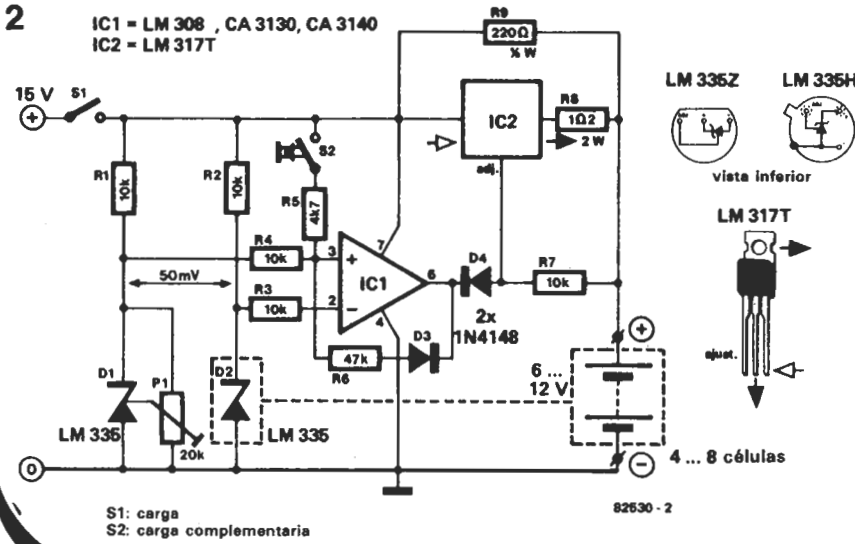 2
IC1 = LM 308 , CA 3130, CA 3140
IC2 = LM 317T
R9
220Ω
½ W
15 V
S1
+
R1
10k
R2
10k
S2
R5
4k7
IC2
adj.
R8
1Ω2
2 W
LM 335Z
LM 335H
vista inferior
LM 317T
ajust.
R4
10k
50mV
R3
10k
3
+
2
−
IC1
7
6
4
D4
R7
10k
2x
1N4148
D3
R6
47k
D1
P1
20k
LM 335
D2
LM 335
+
6 ...
12 V
−
4 ... 8 células
0
82530 - 2
S1: carga
S2: carga complementaria